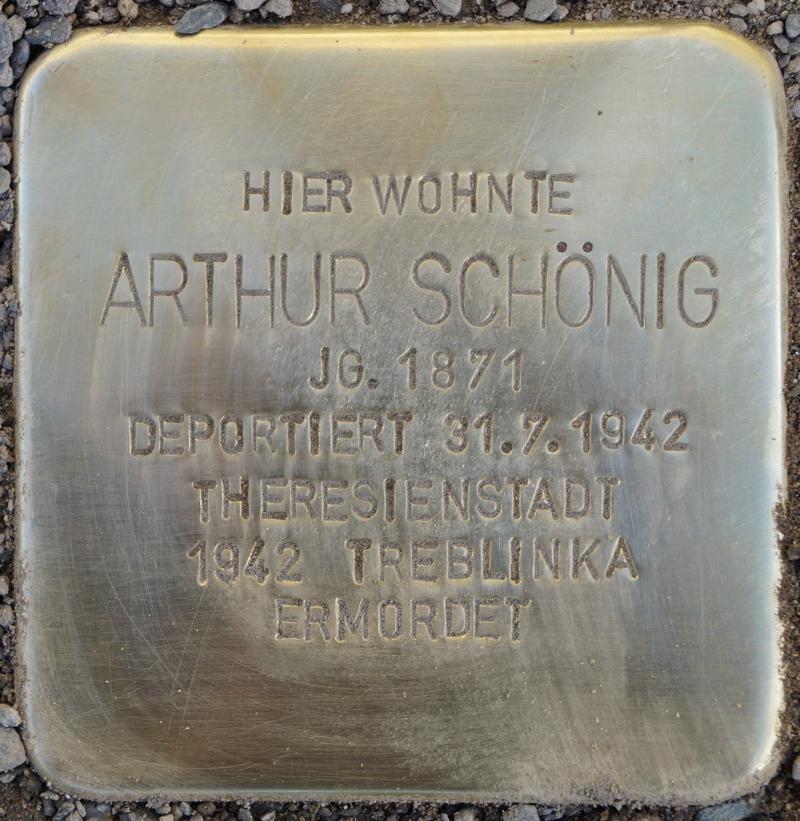 HIER WOHNTE
ARTHUR SCHÖNIG
JG. 1871
DEPORTIERT 31.7.1942
THERESIENSTADT
1942 TREBLINKA
ERMORDET